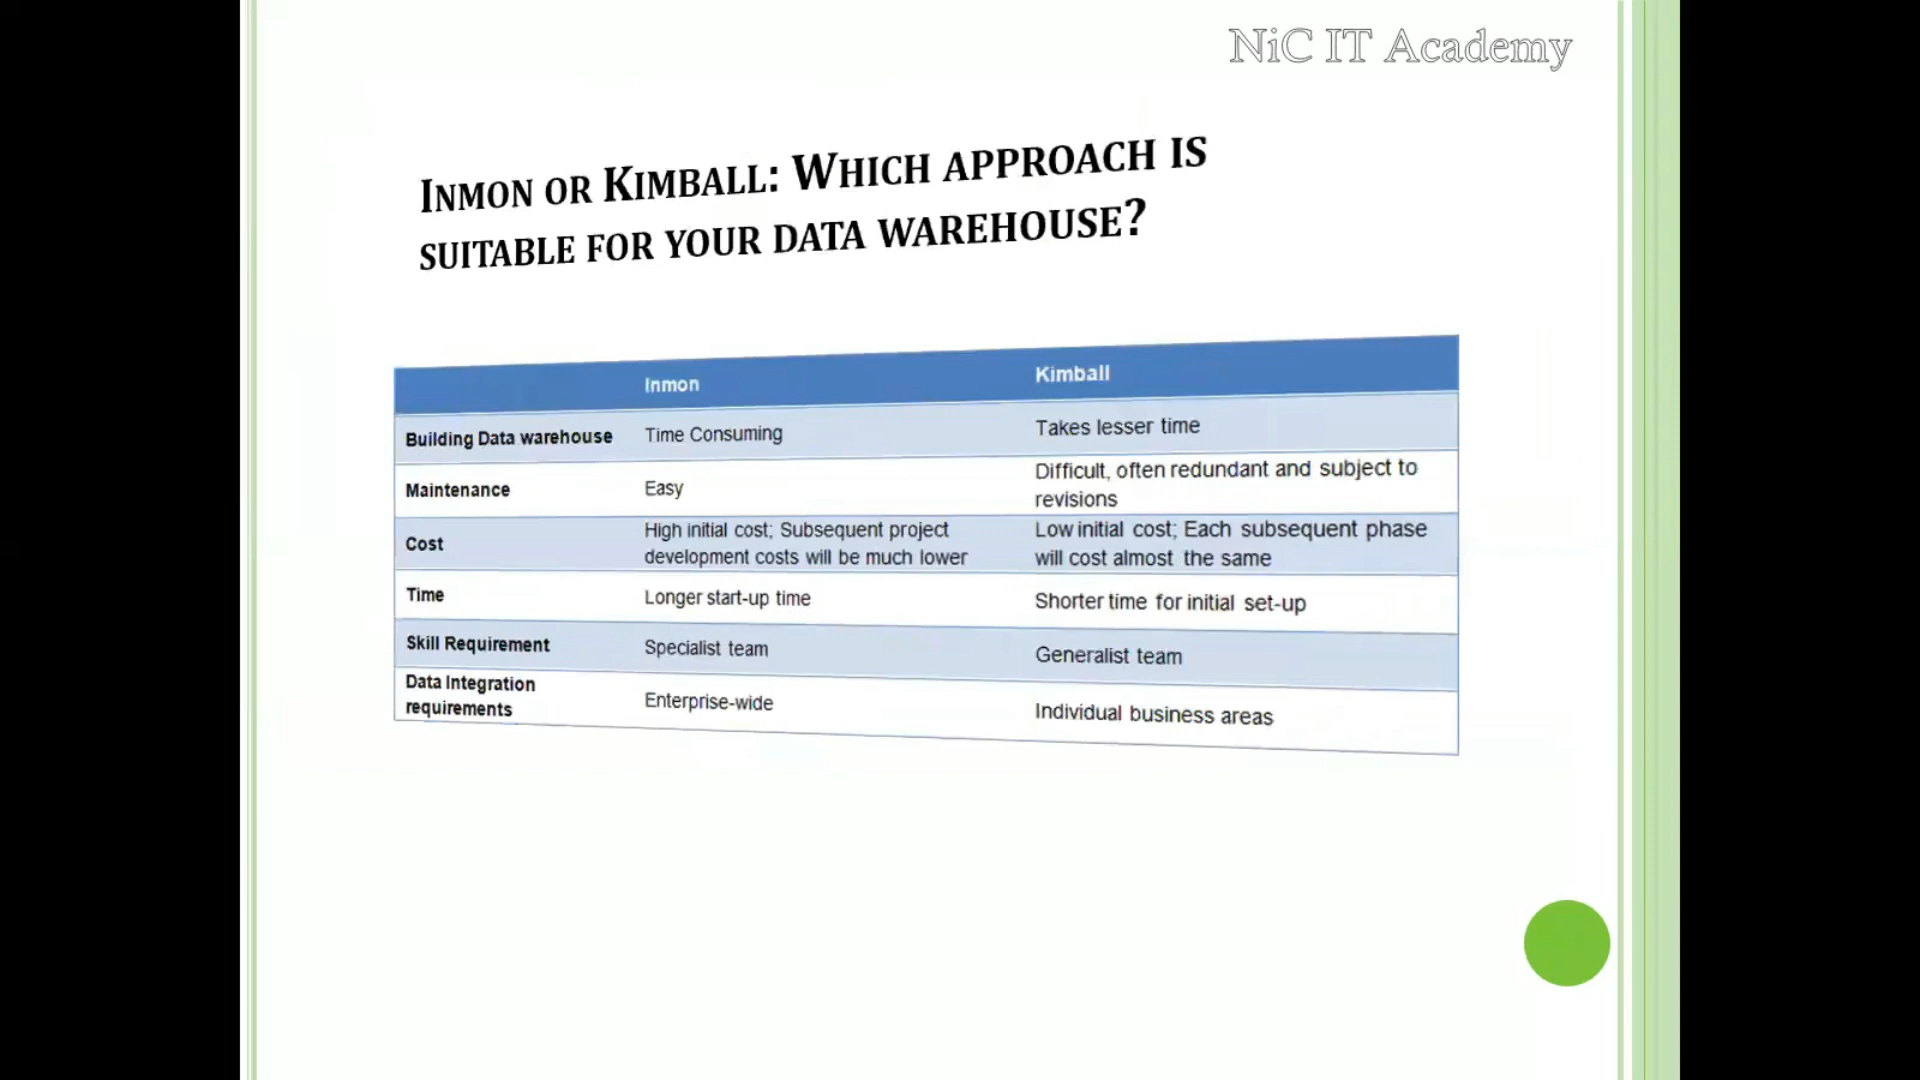 NiC IT Academy
INMON OR KIMBALL: WHICH APPROACH IS
SUITABLE FOR YOUR DATA WAREHOUSE?
Inmon Kimball
Building Data warehouse Time Consuming Takes lesser time
Maintenance Easy Difficult, often redundant and subject to
revisions
Cost High initial cost; Subsequent project
development costs will be much lower Low initial cost; Each subsequent phase
will cost almost the same
Time Longer start-up time Shorter time for initial set-up
Skill Requirement Specialist team Generalist team
Data Integration
requirements Enterprise-wide Individual business areas